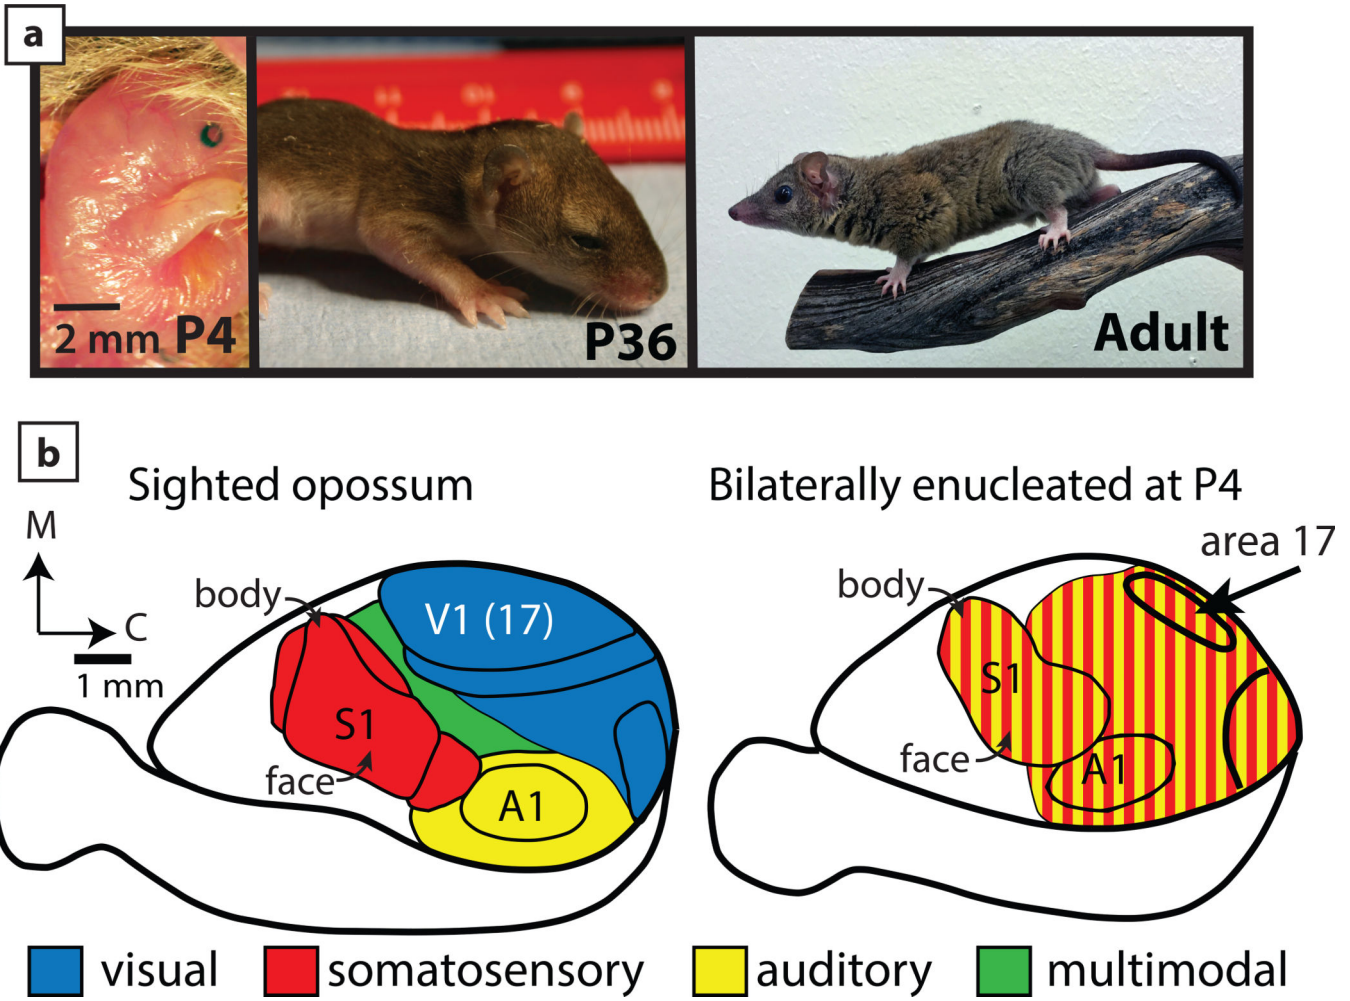 a
2 mm P4
P36
Adult
b
Sighted opossum
Bilaterally enucleated at P4
M
C
1 mm
body
V1 (17)
S1
face
A1
area 17
body
S1
face
A1
visual
somatosensory
auditory
multimodal